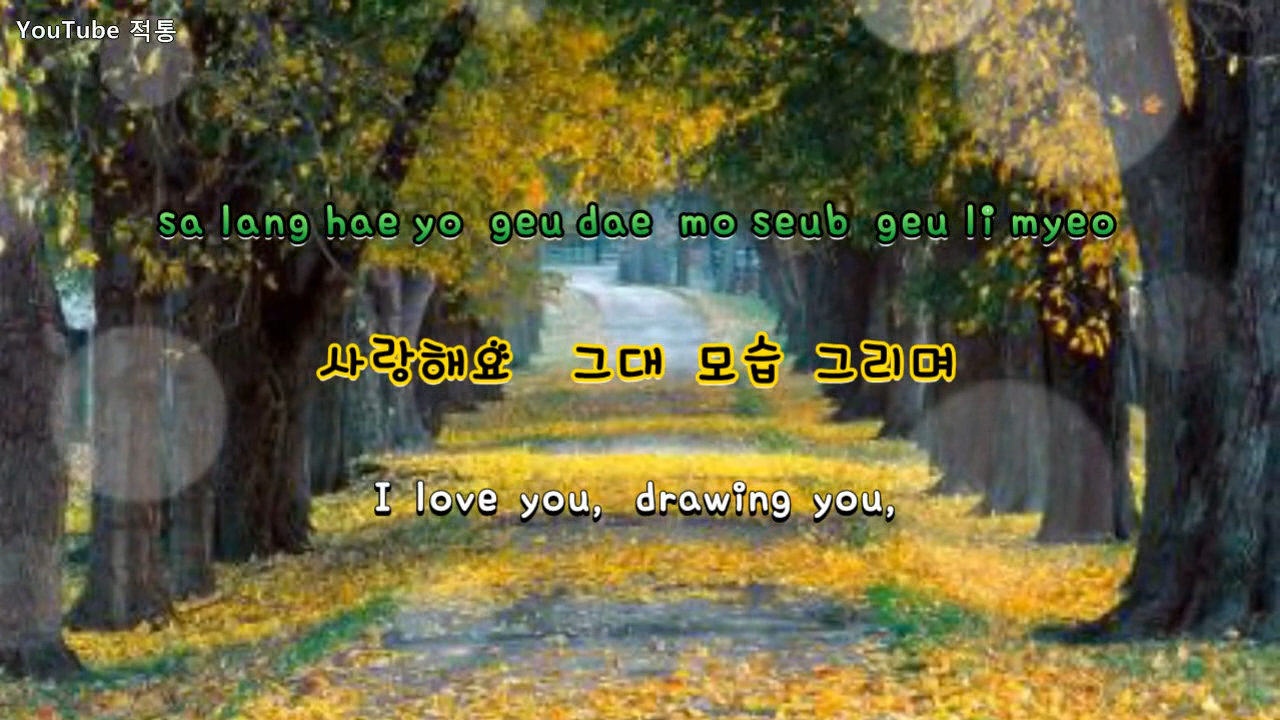 YouTube 적통
sa lang hae yo geu dae mo seub geu li myeo
사랑해요 그대 모습 그리며
I love you, drawing you,